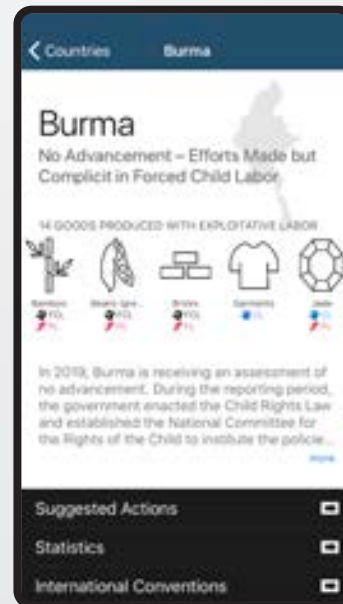 Countries
Burma
Burma
No Advancement – Efforts Made but
Complicit in Forced Child Labor
14 GOODS PRODUCED WITH EXPLOITATIVE LABOR
Bamboo
Beans (gre...
Bricks
Garments
Jade
In 2019, Burma is receiving an assessment of
no advancement. During the reporting period,
the government enacted the Child Rights Law
and established the National Committee for
the Rights of the Child to institute the policie...
more
Suggested Actions
Statistics
International Conventions